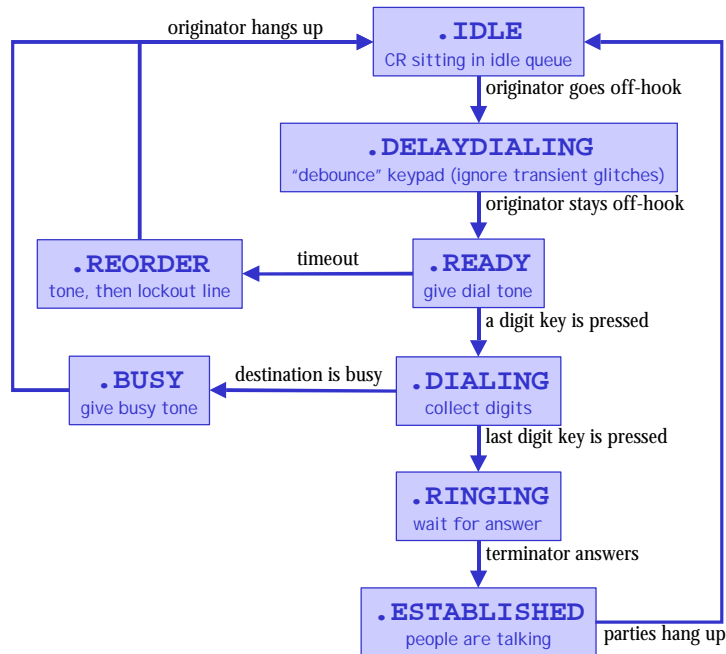 originator hangs up
.IDLE
CR sitting in idle queue
originator goes off-hook
.DELAYDIALING
"debounce" keypad (ignore transient glitches)
originator stays off-hook
.REORDER
tone, then lockout line
timeout
.READY
give dial tone
a digit key is pressed
.BUSY
give busy tone
destination is busy
.DIALING
collect digits
last digit key is pressed
.RINGING
wait for answer
terminator answers
.ESTABLISHED
people are talking
parties hang up